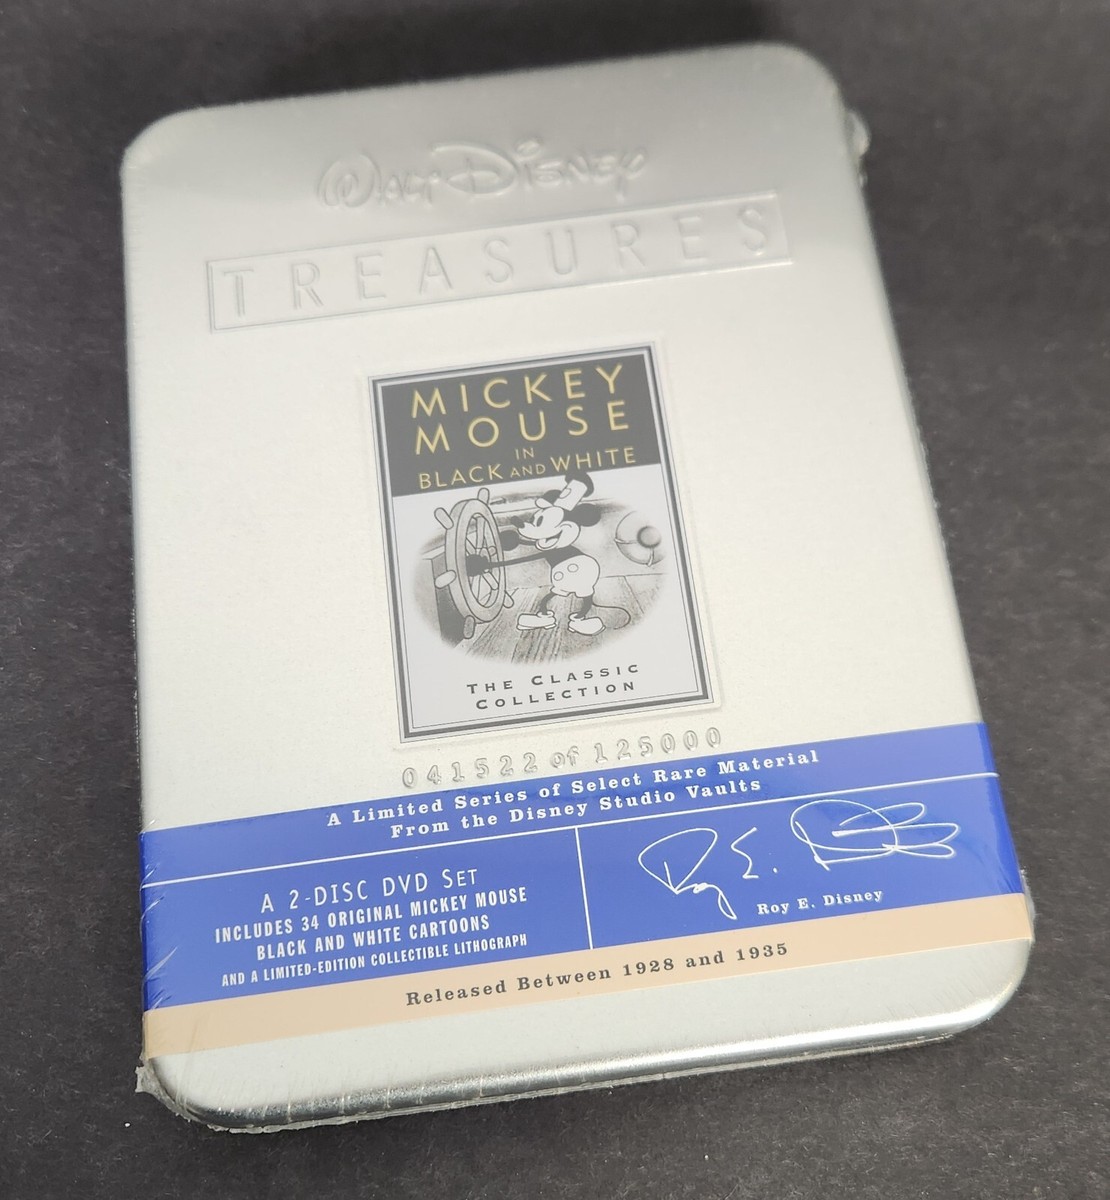 Walt Disney
TREASURES
MICKEY
MOUSE
IN
BLACK AND WHITE
THE CLASSIC
COLLECTION
041522 of 125000
A Limited Series of Select Rare Material
From the Disney Studio Vaults
A 2-DISC DVD SET
INCLUDES 34 ORIGINAL MICKEY MOUSE
BLACK AND WHITE CARTOONS
AND A LIMITED-EDITION COLLECTIBLE LITHOGRAPH
Roy E. Disney
Roy E. Disney
Released Between 1928 and 1935